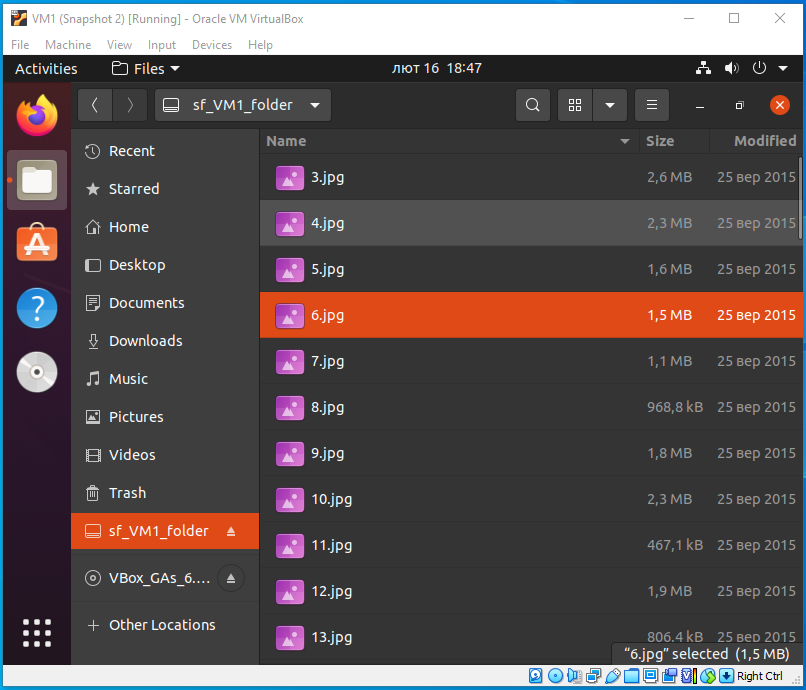 VM1 (Snapshot 2) [Running] - Oracle VM VirtualBox
File Machine View Input Devices Help
Activities Files лют 16 18:47
sf_VM1_folder
Recent
Starred
Home
Desktop
Documents
Downloads
Music
Pictures
Videos
Trash
sf_VM1_folder
VBox_GAs_6....
Other Locations
Name Size Modified
3.jpg 2,6 MB 25 вер 2015
4.jpg 2,3 MB 25 вер 2015
5.jpg 1,6 MB 25 вер 2015
6.jpg 1,5 MB 25 вер 2015
7.jpg 1,1 MB 25 вер 2015
8.jpg 968,8 kB 25 вер 2015
9.jpg 1,8 MB 25 вер 2015
10.jpg 2,3 MB 25 вер 2015
11.jpg 467,1 kB 25 вер 2015
12.jpg 1,9 MB 25 вер 2015
13.jpg 806,4 kB 25 вер 2015
“6.jpg” selected (1,5 MB)
Right Ctrl